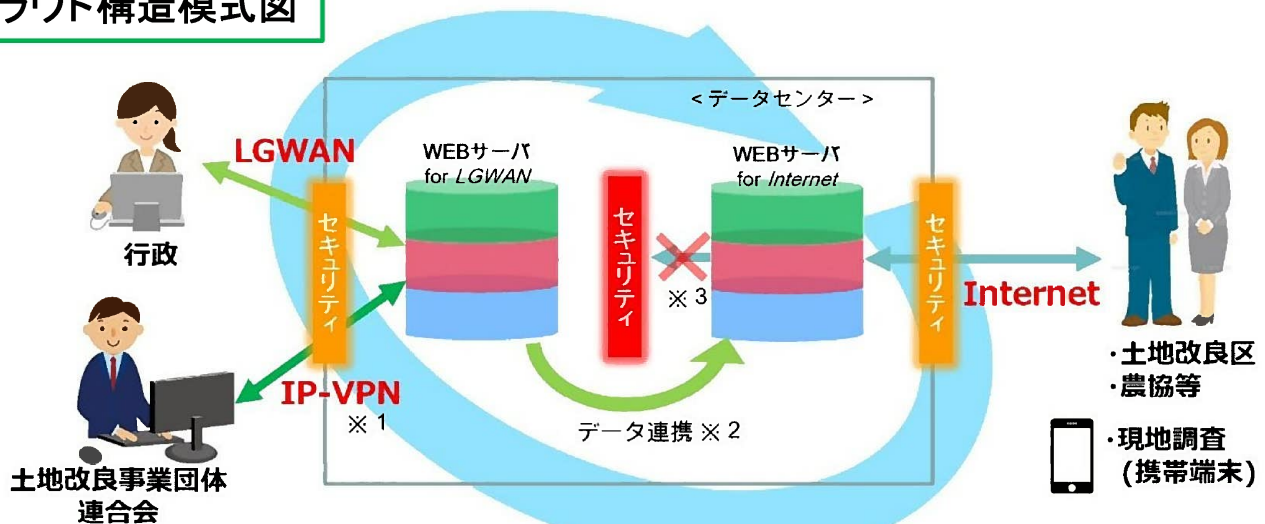 ラウド構造模式図
<データセンター>
LGWAN
WEBサーバ
for LGWAN
WEBサーバ
for Internet
セキュリティ
セキュリティ
セキュリティ
行政
※3
Internet
IP-VPN
※1
データ連携※2
土地改良事業団体
連合会
・土地改良区
・農協等
・現地調査
(携帯端末)